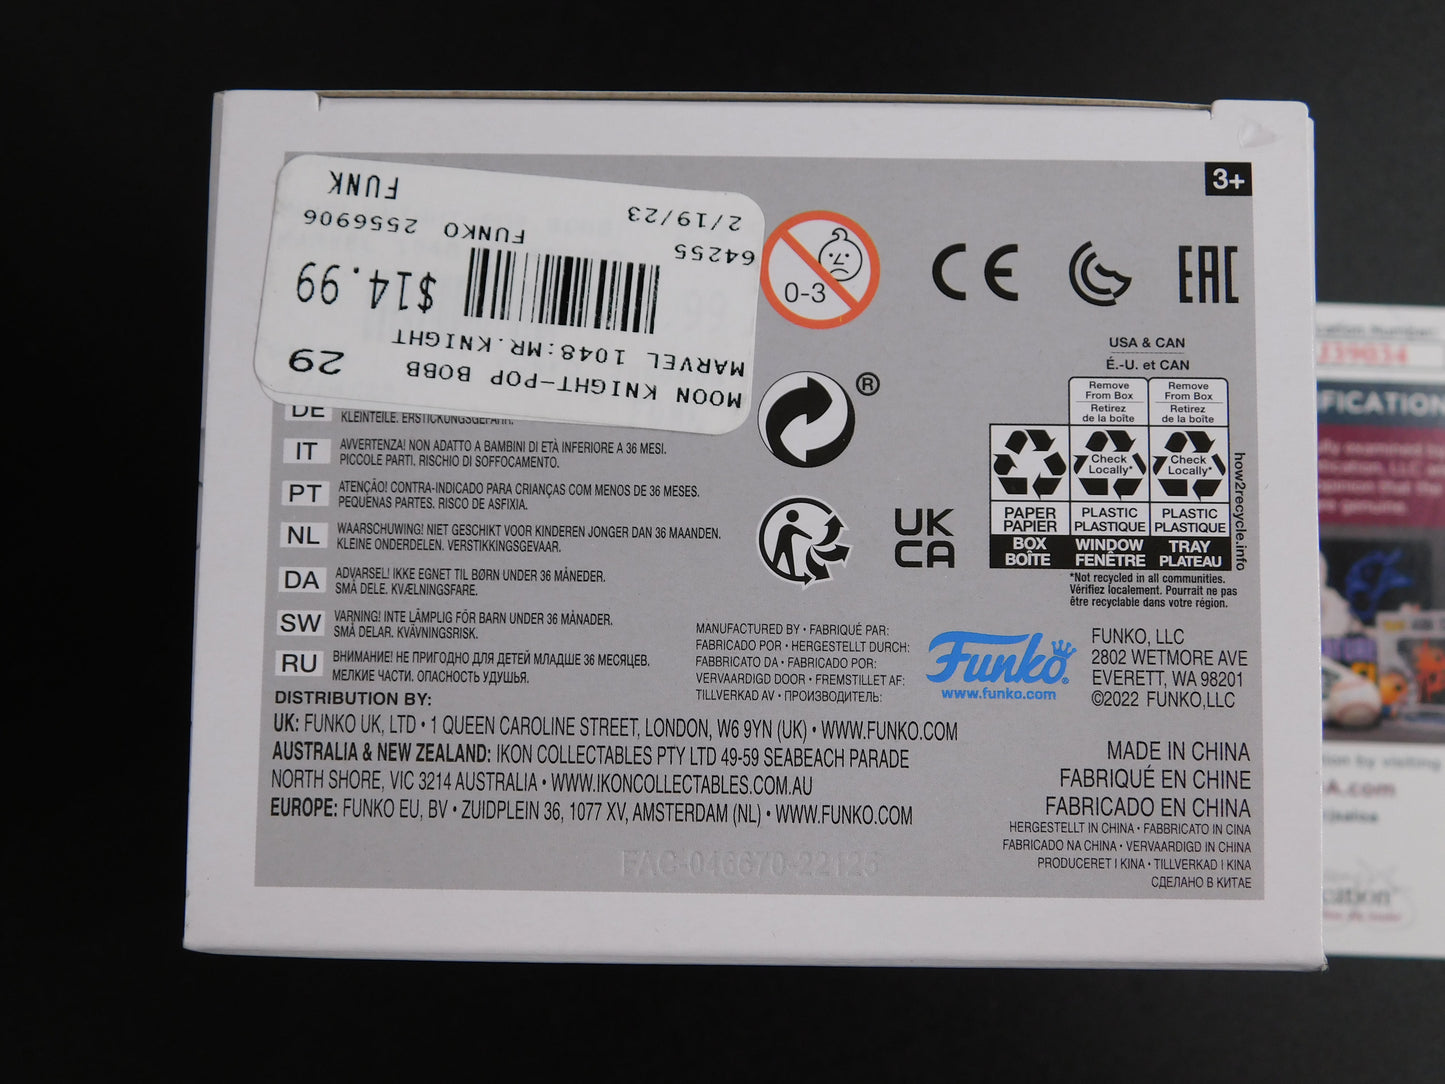 MOON KNIGHT-POP BOBB
MARVEL 1048:MR.KNIGHT
29
$14.99
64255
FUNKO 2556906
2/19/23
FUNK
3+
0-3
CE
EAC
USA & CAN
É.-U. et CAN
Remove From Box
Retirez de la boîte
Remove From Box
Retirez de la boîte
Check Locally*
Check Locally*
PAPER
PAPIER
PLASTIC
PLASTIQUE
PLASTIC
PLASTIQUE
BOX
BOÎTE
WINDOW
FENÊTRE
TRAY
PLATEAU
how2recycle.info
*Not recycled in all communities.
Vérifiez localement. Pourrait ne pas
être recyclable dans votre région.
®
UK
CA
DE KLEINTEILE. ERSTICKUNGSGEFAHR.
IT AVVERTENZA! NON ADATTO A BAMBINI DI ETÀ INFERIORE A 36 MESI.
PICCOLE PARTI, RISCHIO DI SOFFOCAMENTO.
PT ATENÇÃO! CONTRA-INDICADO PARA CRIANÇAS COM MENOS DE 36 MESES.
PEQUENAS PARTES. RISCO DE ASFIXIA.
NL WAARSCHUWING! NIET GESCHIKT VOOR KINDEREN JONGER DAN 36 MAANDEN.
KLEINE ONDERDELEN. VERSTIKKINGSGEVAAR.
DA ADVARSEL! IKKE EGNET TIL BØRN UNDER 36 MÅNEDER.
SMÅ DELE. KVÆLNINGSFARE.
SW VARNING! INTE LÄMPLIG FÖR BARN UNDER 36 MÅNADER.
SMÅ DELAR. KVÄVNINGSRISK.
RU ВНИМАНИЕ! НЕ ПРИГОДНО ДЛЯ ДЕТЕЙ МЛАДШЕ 36 МЕСЯЦЕВ.
МЕЛКИЕ ЧАСТИ. ОПАСНОСТЬ УДУШЬЯ.
MANUFACTURED BY • FABRIQUÉ PAR:
FABRICADO PO • HERGESTELLT DURCH:
FABBRICATO DA • FABRICADO POR:
VERVAARDIGD DOOR • FREMSTILLET AF:
TILLVERKAD AV • ПРОИЗВОДИТЕЛЬ:
Funko®
www.funko.com
FUNKO, LLC
2802 WETMORE AVE
EVERETT, WA 98201
©2022 FUNKO,LLC
DISTRIBUTION BY:
UK: FUNKO UK, LTD • 1 QUEEN CAROLINE STREET, LONDON, W6 9YN (UK) • WWW.FUNKO.COM
AUSTRALIA & NEW ZEALAND: IKON COLLECTABLES PTY LTD 49-59 SEABEACH PARADE
NORTH SHORE, VIC 3214 AUSTRALIA • WWW.IKONCOLLECTABLES.COM.AU
EUROPE: FUNKO EU, BV • ZUIDPLEIN 36, 1077 XV, AMSTERDAM (NL) • WWW.FUNKO.COM
MADE IN CHINA
FABRIQUÉ EN CHINE
FABRICADO EN CHINA
HERGESTELLT IN CHINA • FABBRICATO IN CINA
FABRICADO NA CHINA • VERVAARDIGD IN CHINA
PRODUCERET I KINA • TILLVERKAD I KINA
СДЕЛАНО В КИТАЕ
FAC-046670-22126
J39034